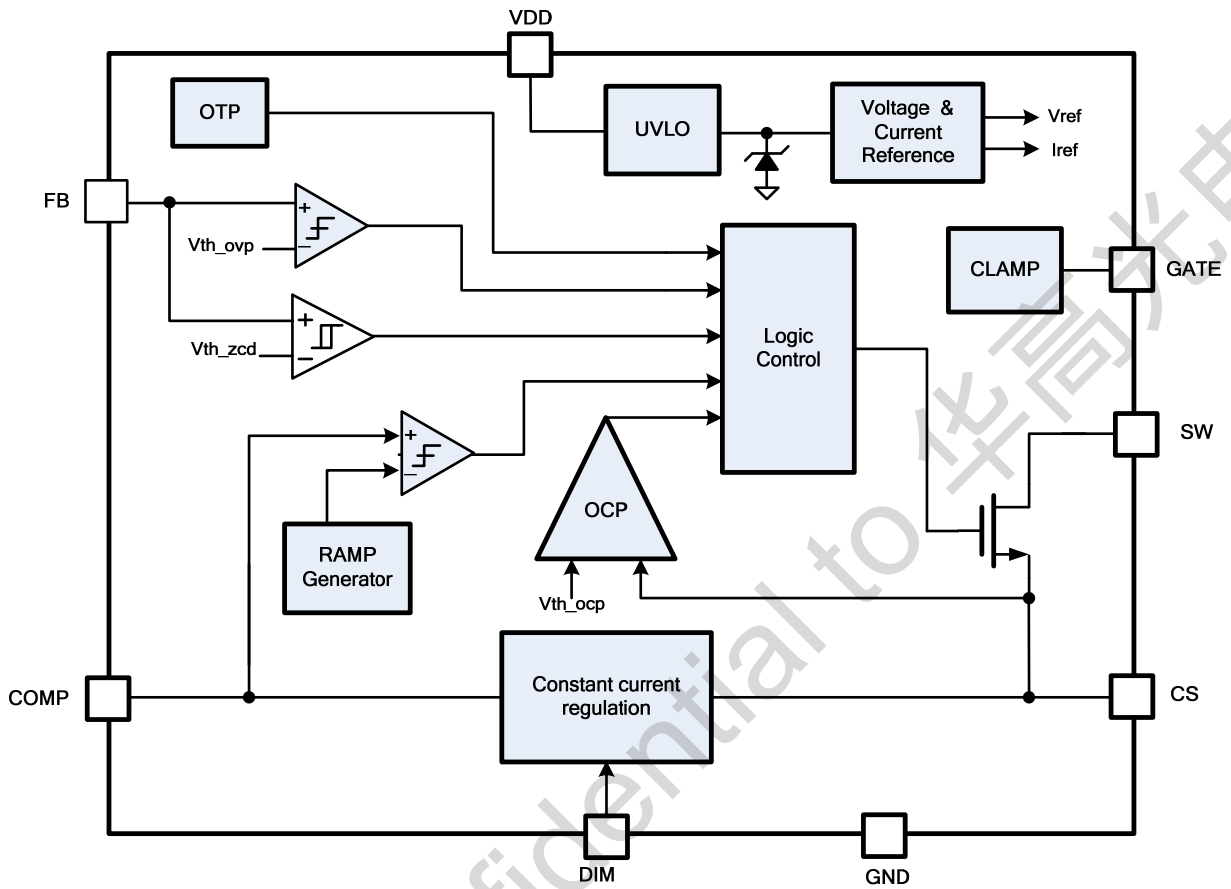 VDD
OTP
UVLO
Voltage &
Current
Reference
Vref
Iref
FB
+
Vth_ovp
−
CLAMP
GATE
+
Vth_zcd
−
Logic
Control
SW
+
−
OCP
RAMP
Generator
Vth_ocp
COMP
Constant current
regulation
CS
DIM
GND
fidential to 华高光电